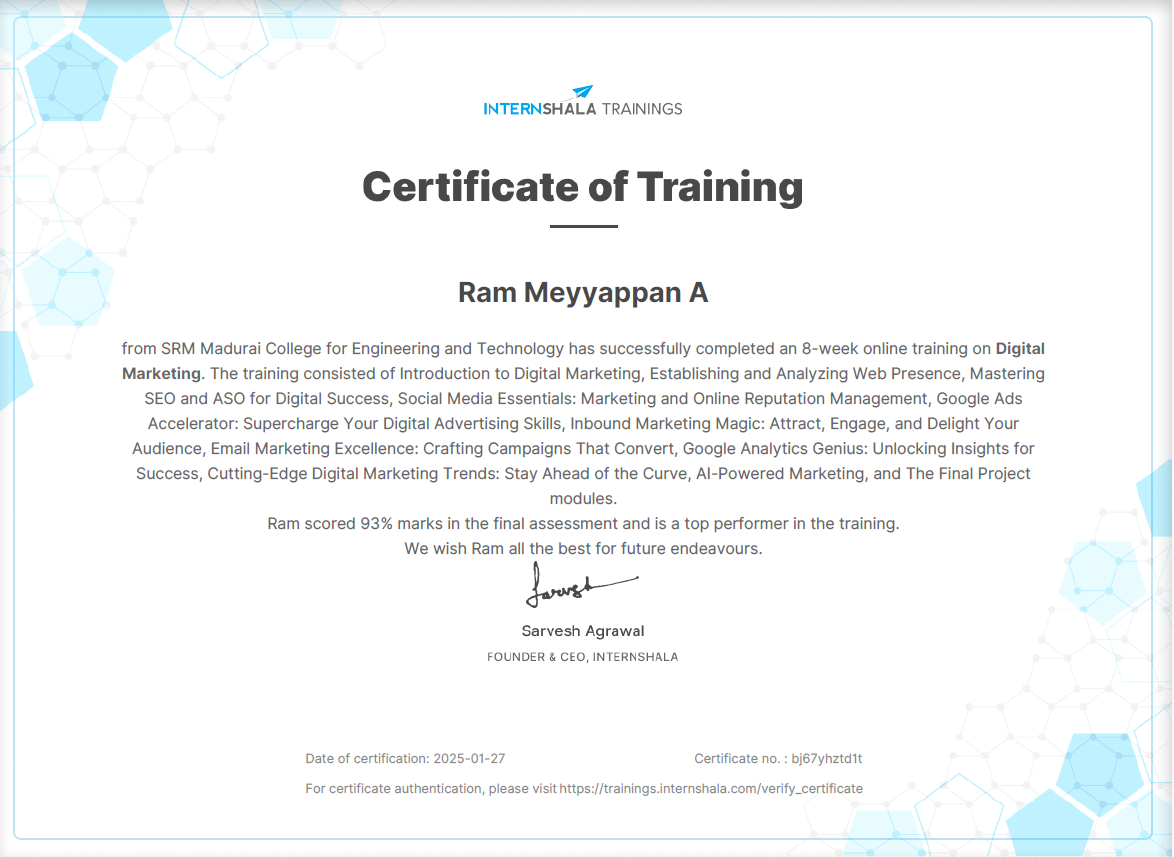 INTERNSHALA TRAININGS
Certificate of Training
Ram Meyyappan A
from SRM Madurai College for Engineering and Technology has successfully completed an 8-week online training on Digital
Marketing. The training consisted of Introduction to Digital Marketing, Establishing and Analyzing Web Presence, Mastering
SEO and ASO for Digital Success, Social Media Essentials: Marketing and Online Reputation Management, Google Ads
Accelerator: Supercharge Your Digital Advertising Skills, Inbound Marketing Magic: Attract, Engage, and Delight Your
Audience, Email Marketing Excellence: Crafting Campaigns That Convert, Google Analytics Genius: Unlocking Insights for
Success, Cutting-Edge Digital Marketing Trends: Stay Ahead of the Curve, AI-Powered Marketing, and The Final Project
modules.
Ram scored 93% marks in the final assessment and is a top performer in the training.
We wish Ram all the best for future endeavours.
Sarvesh
Sarvesh Agrawal
FOUNDER & CEO, INTERNSHALA
Date of certification: 2025-01-27 Certificate no. : bj67yhztd1t
For certificate authentication, please visit https://trainings.internshala.com/verify_certificate